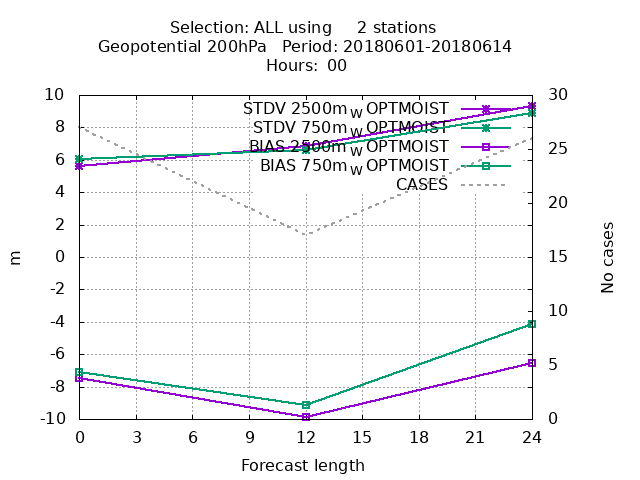 Selection: ALL using     2 stations
Geopotential 200hPa   Period: 20180601-20180614
Hours:  00
STDV 2500m_W OPTMOIST
STDV 750m_W OPTMOIST
BIAS 2500m_W OPTMOIST
BIAS 750m_W OPTMOIST
CASES
10
8
6
4
2
0
-2
-4
-6
-8
-10
m
30
25
20
15
10
5
0
No cases
0 3 6 9 12 15 18 21 24
Forecast length